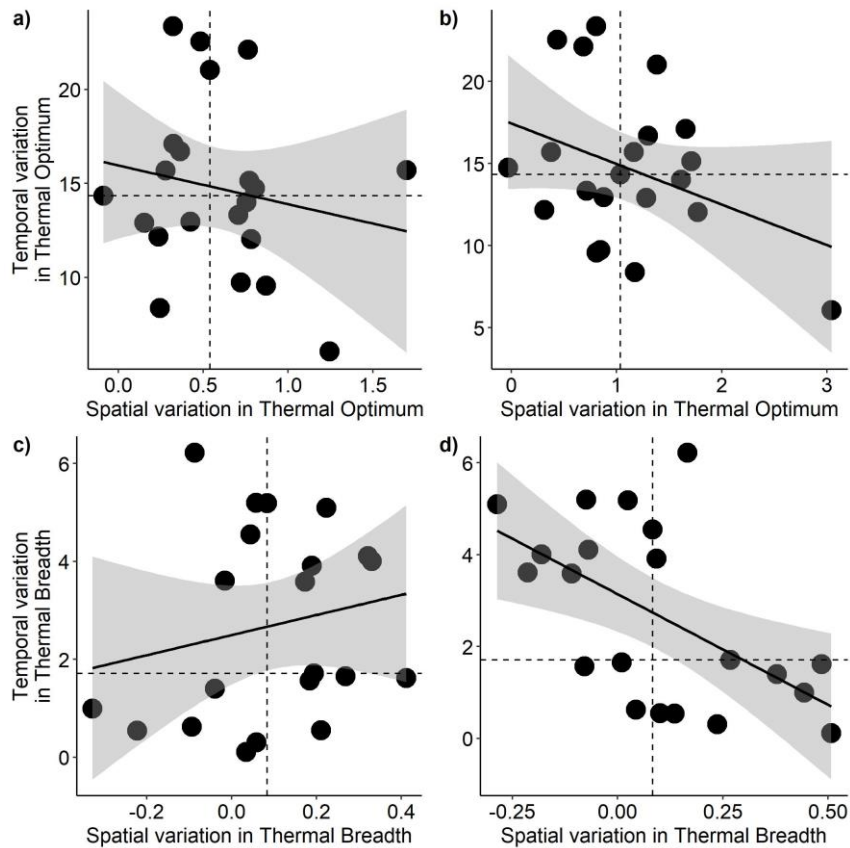 a)
Temporal variation
in Thermal Optimum
20
15
10
0.0 0.5 1.0 1.5
Spatial variation in Thermal Optimum
b)
20
15
10
5
0 1 2 3
Spatial variation in Thermal Optimum
c)
Temporal variation
in Thermal Breadth
6
4
2
0
-0.2 0.0 0.2 0.4
Spatial variation in Thermal Breadth
d)
6
4
2
0
-0.25 0.00 0.25 0.50
Spatial variation in Thermal Breadth